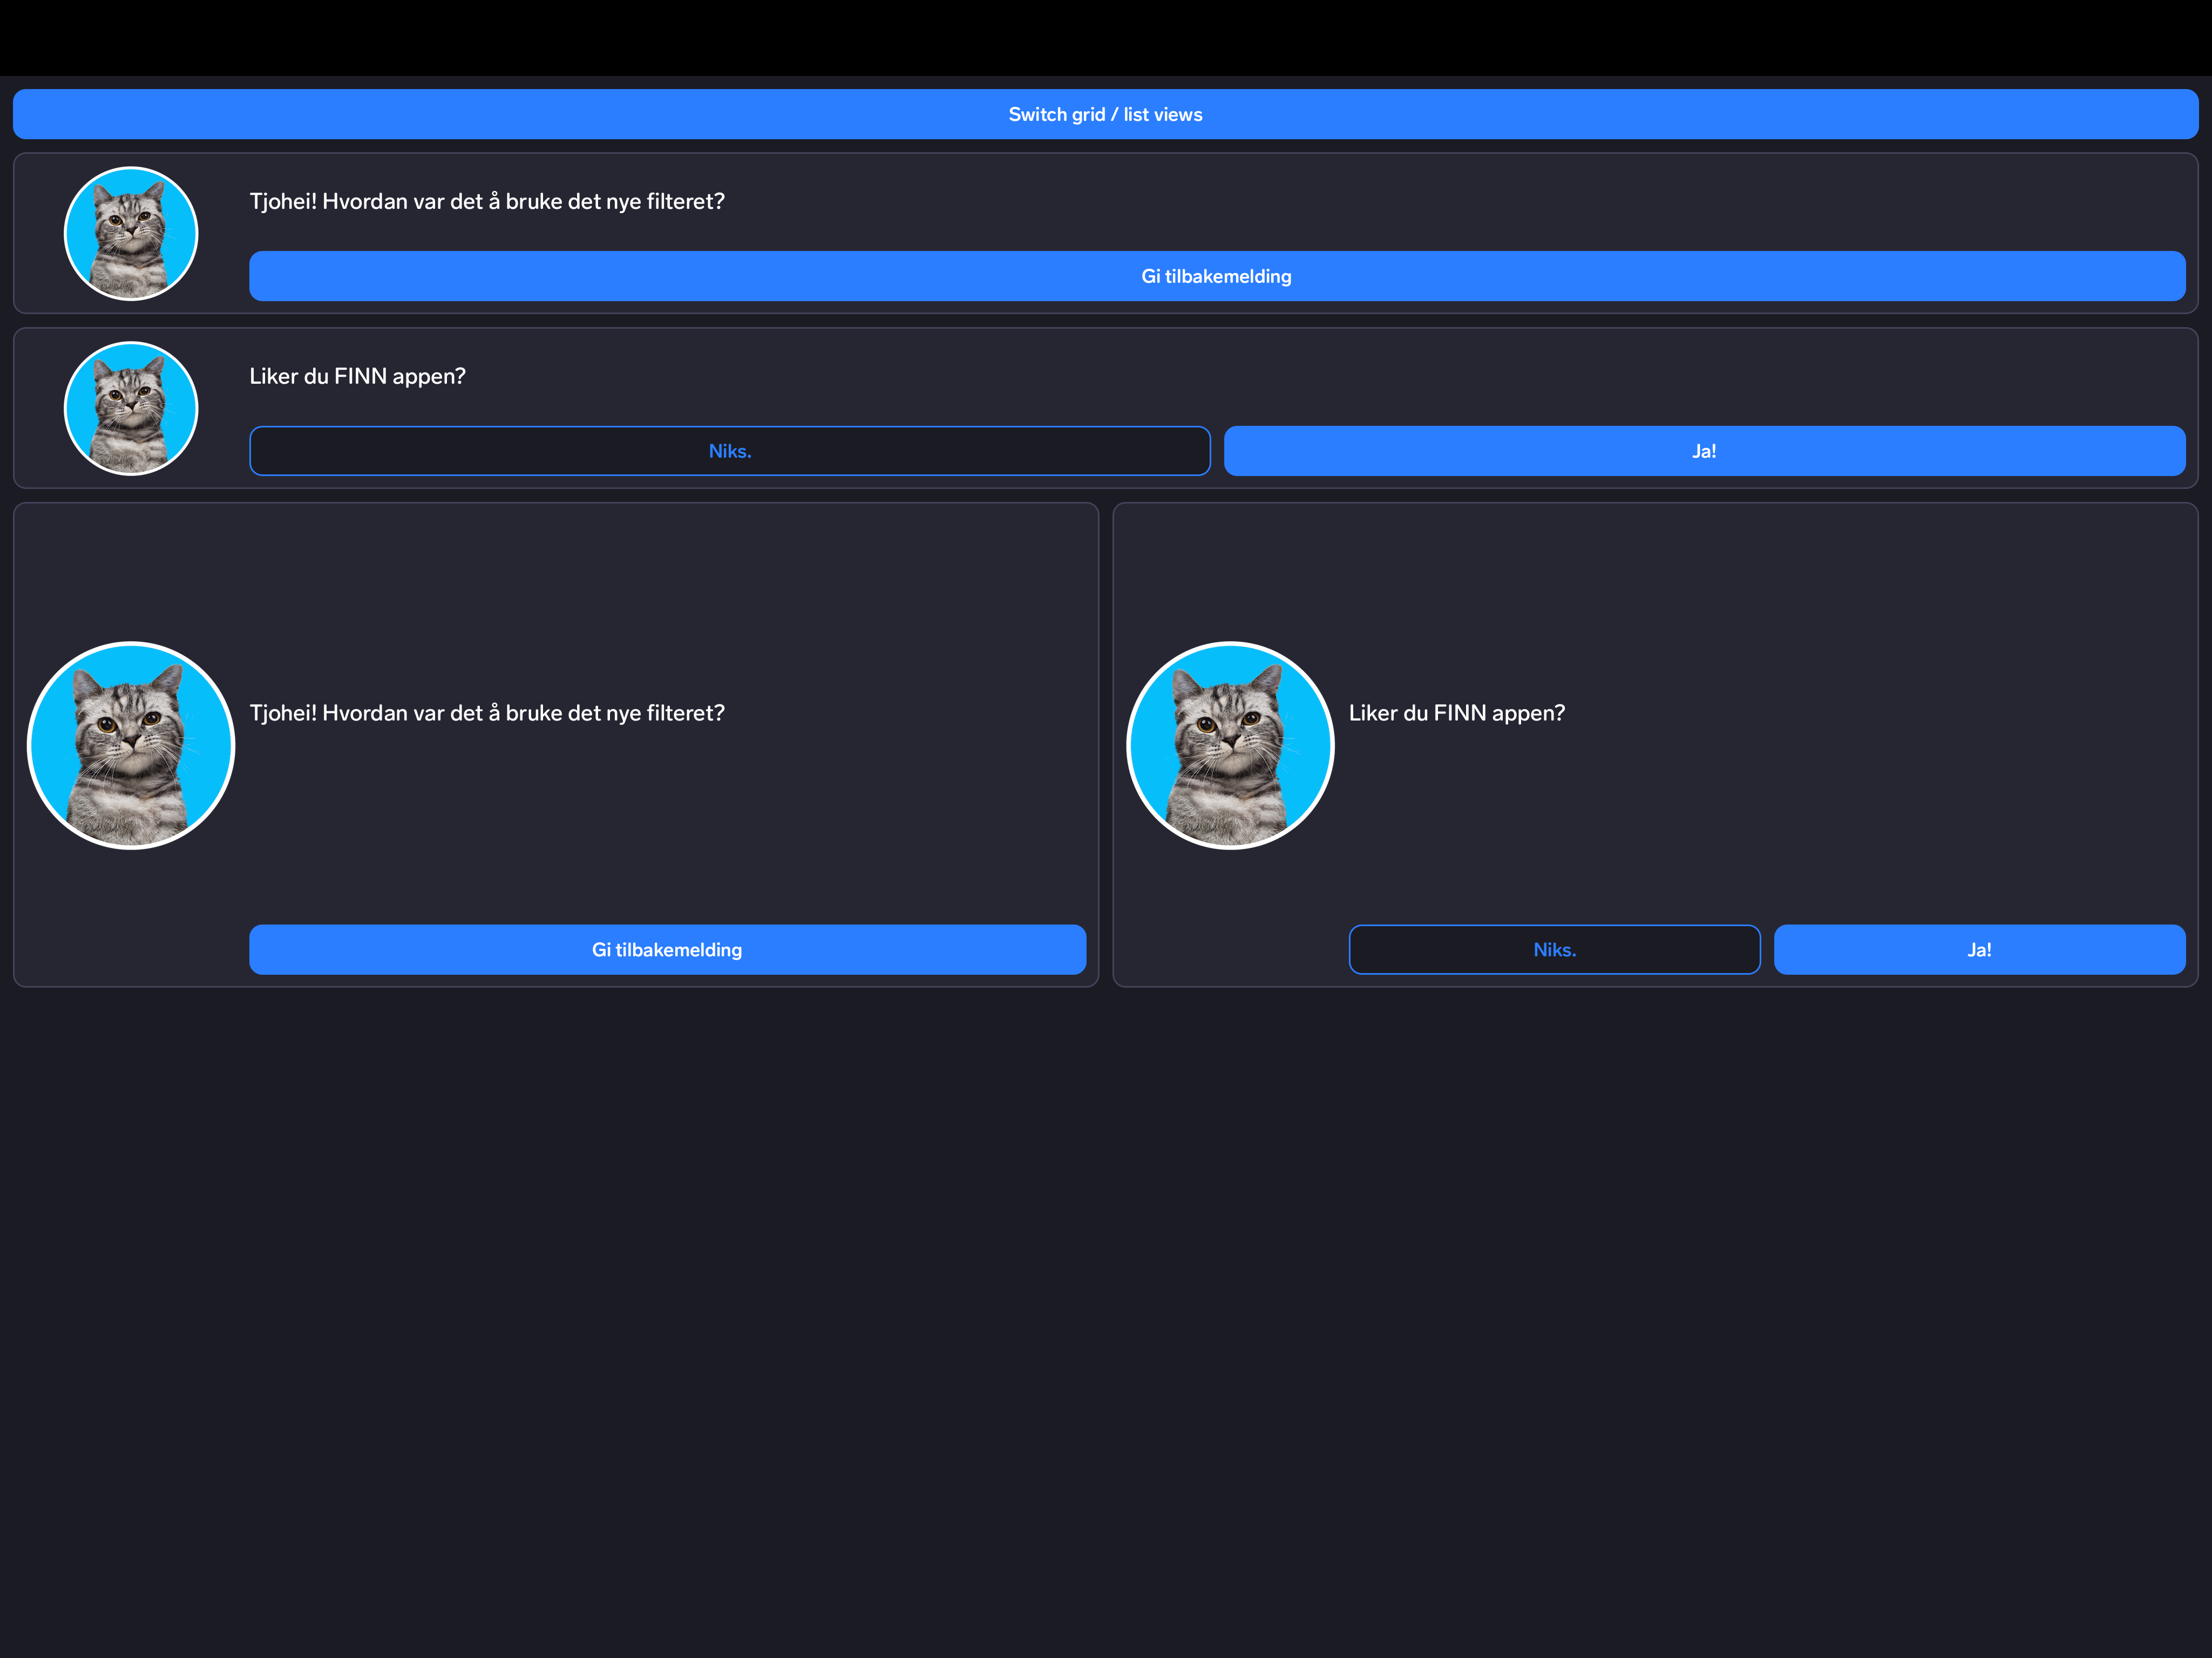 Switch grid / list views
Tjohei! Hvordan var det å bruke det nye filteret?
Gi tilbakemelding
Liker du FINN appen?
Niks.
Ja!
Tjohei! Hvordan var det å bruke det nye filteret?
Gi tilbakemelding
Liker du FINN appen?
Niks.
Ja!